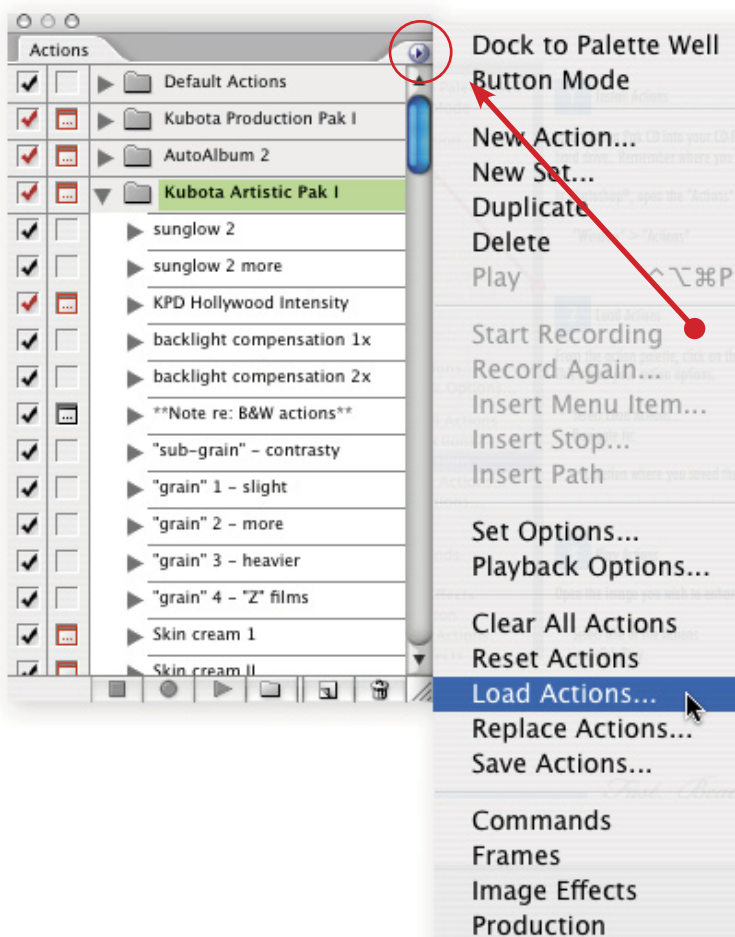 Actions
Default Actions
Kubota Production Pak I
AutoAlbum 2
Kubota Artistic Pak I
sunglow 2
sunglow 2 more
KPD Hollywood Intensity
backlight compensation 1x
backlight compensation 2x
**Note re: B&W actions**
"sub-grain" - contrasty
"grain" 1 - slight
"grain" 2 - more
"grain" 3 - heavier
"grain" 4 - "Z" films
Skin cream 1
Skin cream II
Dock to Palette Well
Button Mode
New Action...
New Set...
Duplicate
Delete
Play ^⌥⌘P
Start Recording
Record Again...
Insert Menu Item...
Insert Stop...
Insert Path
Set Options...
Playback Options...
Clear All Actions
Reset Actions
Load Actions...
Replace Actions...
Save Actions...
Commands
Frames
Image Effects
Production